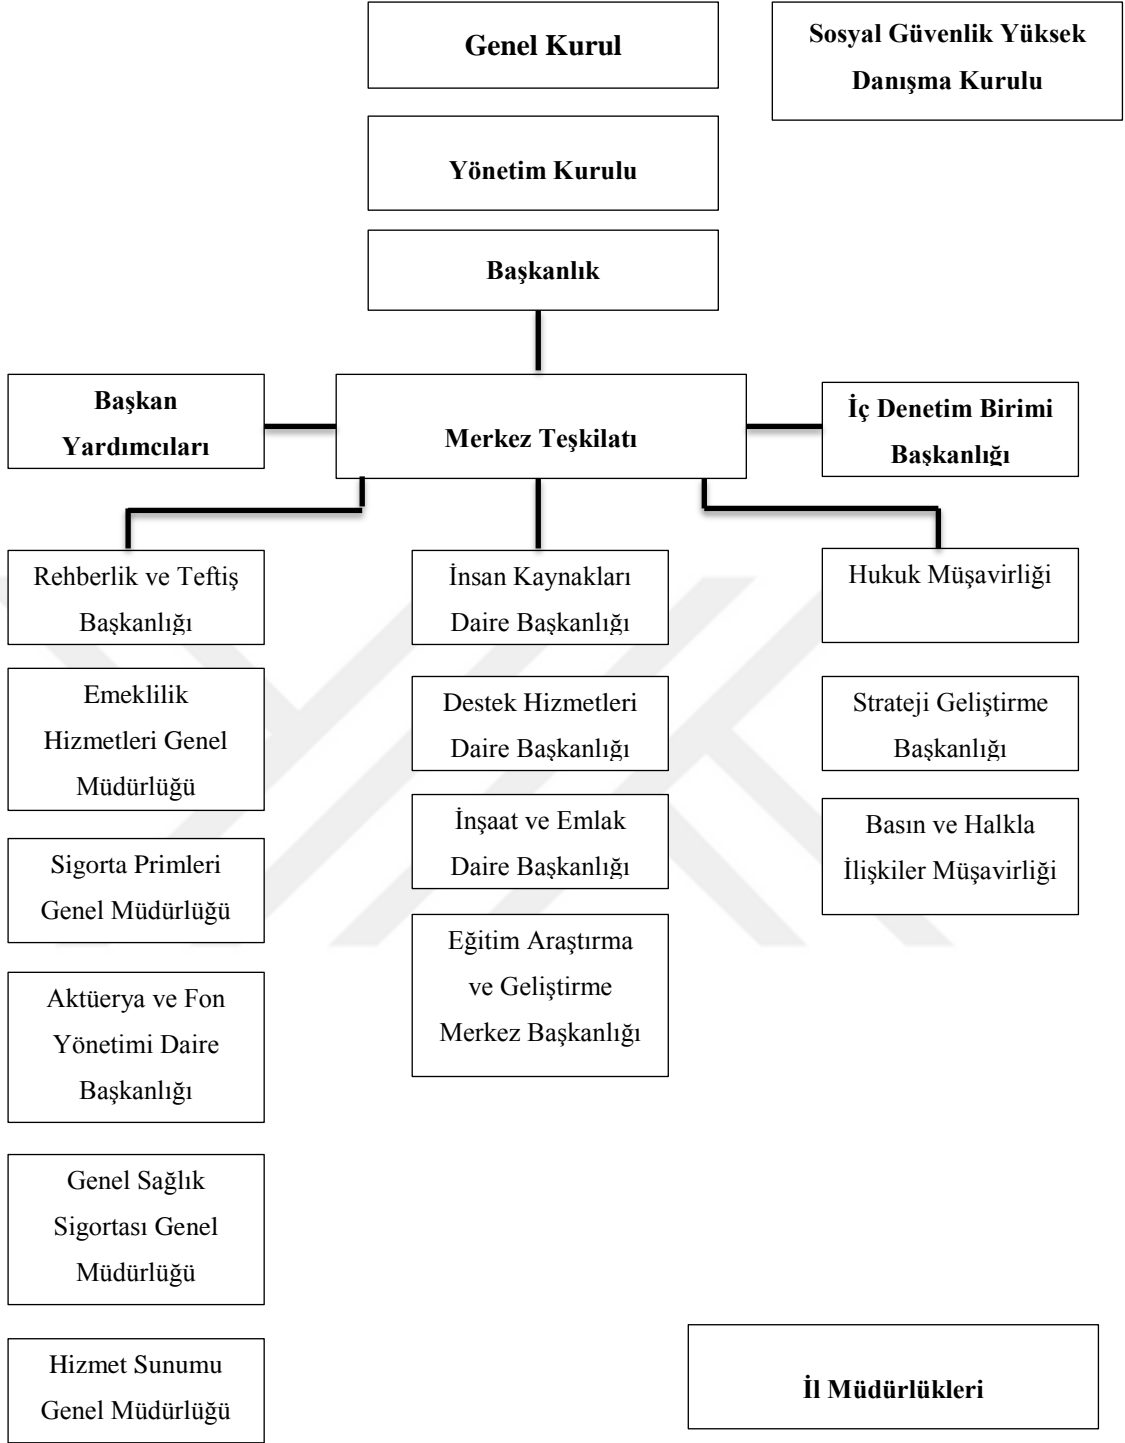 Genel Kurul
Sosyal Güvenlik Yüksek
Danışma Kurulu
Yönetim Kurulu
Başkanlık
Başkan
Yardımcıları
Merkez Teşkilatı
İç Denetim Birimi
Başkanlığı
Rehberlik ve Teftiş
Başkanlığı
İnsan Kaynakları
Daire Başkanlığı
Hukuk Müşavirliği
Emeklilik
Hizmetleri Genel
Müdürlüğü
Destek Hizmetleri
Daire Başkanlığı
Strateji Geliştirme
Başkanlığı
Sigorta Primleri
Genel Müdürlüğü
İnşaat ve Emlak
Daire Başkanlığı
Basın ve Halkla
İlişkiler Müşavirliği
Aktüerya ve Fon
Yönetimi Daire
Başkanlığı
Eğitim Araştırma
ve Geliştirme
Merkez Başkanlığı
Genel Sağlık
Sigortası Genel
Müdürlüğü
Hizmet Sunumu
Genel Müdürlüğü
İl Müdürlükleri